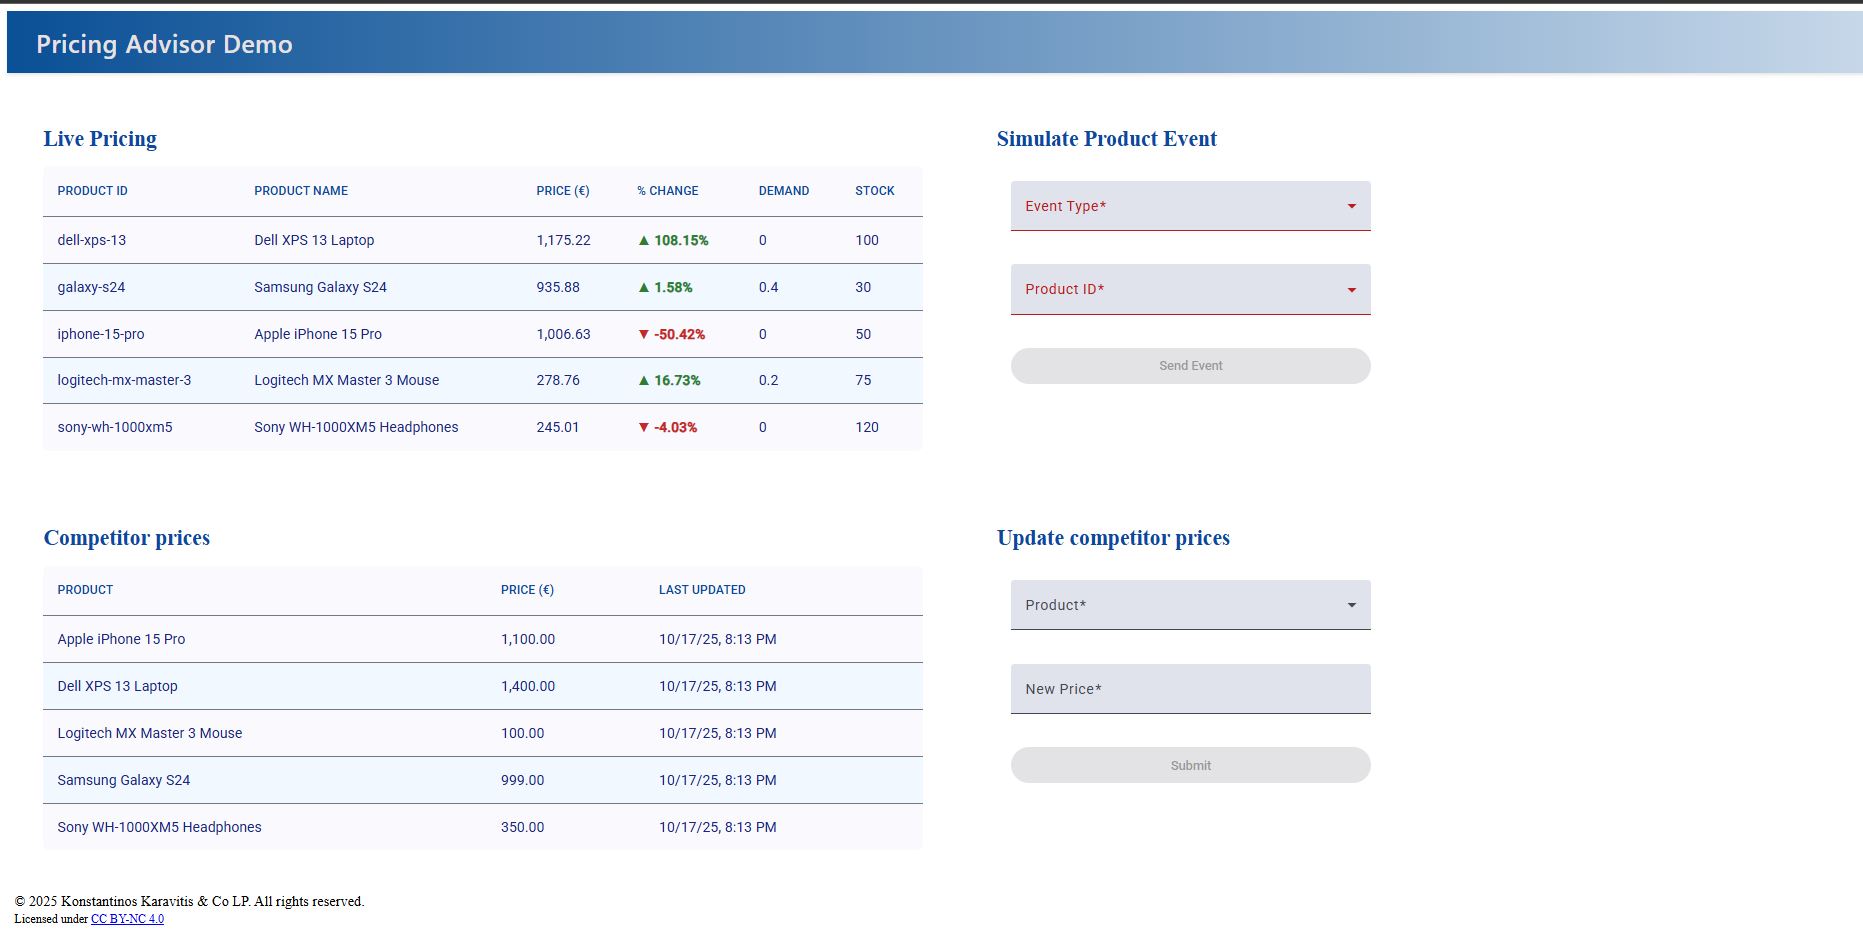 Pricing Advisor Demo
Live Pricing
PRODUCT ID PRODUCT NAME PRICE (€) % CHANGE DEMAND STOCK
dell-xps-13 Dell XPS 13 Laptop 1,175.22 ▲ 108.15% 0 100
galaxy-s24 Samsung Galaxy S24 935.88 ▲ 1.58% 0.4 30
iphone-15-pro Apple iPhone 15 Pro 1,006.63 ▼ -50.42% 0 50
logitech-mx-master-3 Logitech MX Master 3 Mouse 278.76 ▲ 16.73% 0.2 75
sony-wh-1000xm5 Sony WH-1000XM5 Headphones 245.01 ▼ -4.03% 0 120
Simulate Product Event
Event Type*
Product ID*
Send Event
Competitor prices
PRODUCT PRICE (€) LAST UPDATED
Apple iPhone 15 Pro 1,100.00 10/17/25, 8:13 PM
Dell XPS 13 Laptop 1,400.00 10/17/25, 8:13 PM
Logitech MX Master 3 Mouse 100.00 10/17/25, 8:13 PM
Samsung Galaxy S24 999.00 10/17/25, 8:13 PM
Sony WH-1000XM5 Headphones 350.00 10/17/25, 8:13 PM
Update competitor prices
Product*
New Price*
Submit
© 2025 Konstantinos Karavitis & Co LP. All rights reserved.
Licensed under CC BY-NC 4.0